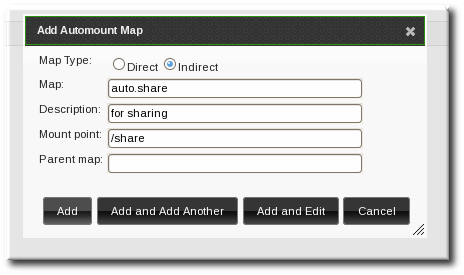 Add Automount Map
Map Type: Direct Indirect
Map: auto.share
Description: for sharing
Mount point: /share
Parent map:
Add Add and Add Another Add and Edit Cancel